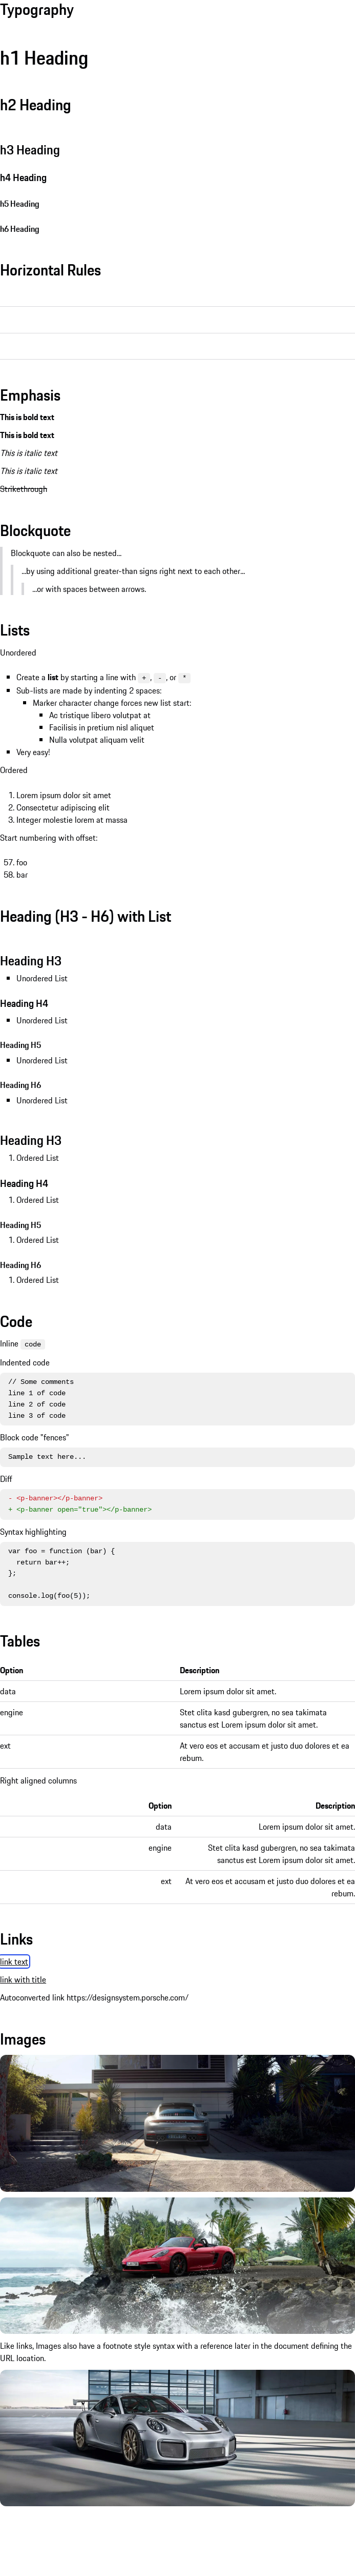 Typography
h1 Heading
h2 Heading
h3 Heading
h4 Heading
h5 Heading
h6 Heading
Horizontal Rules
Emphasis
This is bold text
This is bold text
This is italic text
This is italic text
Strikethrough
Blockquote
Blockquote can also be nested...
...by using additional greater-than signs right next to each other...
...or with spaces between arrows.
Lists
Unordered
Create a list by starting a line with +, -, or *
Sub-lists are made by indenting 2 spaces:
Marker character change forces new list start:
Ac tristique libero volutpat at
Facilisis in pretium nisl aliquet
Nulla volutpat aliquam velit
Very easy!
Ordered
1. Lorem ipsum dolor sit amet
2. Consectetur adipiscing elit
3. Integer molestie lorem at massa
Start numbering with offset:
57. foo
58. bar
Heading (H3 - H6) with List
Heading H3
Unordered List
Heading H4
Unordered List
Heading H5
Unordered List
Heading H6
Unordered List
Heading H3
1. Ordered List
Heading H4
1. Ordered List
Heading H5
1. Ordered List
Heading H6
1. Ordered List
Code
Inline code
Indented code
// Some comments
line 1 of code
line 2 of code
line 3 of code
Block code "fences"
Sample text here...
Diff
- <p-banner></p-banner>
+ <p-banner open="true"></p-banner>
Syntax highlighting
var foo = function (bar) {
  return bar++;
};
console.log(foo(5));
Tables
Option Description
data Lorem ipsum dolor sit amet.
engine Stet clita kasd gubergren, no sea takimata
sanctus est Lorem ipsum dolor sit amet.
ext At vero eos et accusam et justo duo dolores et ea
rebum.
Right aligned columns
Option Description
data Lorem ipsum dolor sit amet.
engine Stet clita kasd gubergren, no sea takimata
sanctus est Lorem ipsum dolor sit amet.
ext At vero eos et accusam et justo duo dolores et ea
rebum.
Links
link text
link with title
Autoconverted link https://designsystem.porsche.com/
Images
Like links, Images also have a footnote style syntax with a reference later in the document defining the
URL location.